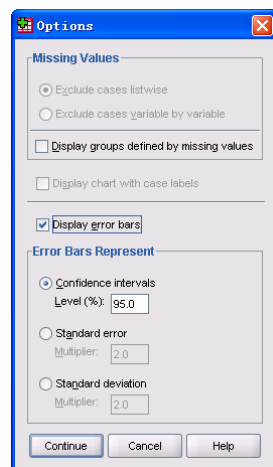 Options
Missing Values
Exclude cases listwise
Exclude cases variable by variable
Display groups defined by missing values
Display chart with case labels
Display error bars
Error Bars Represent
Confidence intervals
Level (%): 95.0
Standard error
Multiplier: 2.0
Standard deviation
Multiplier: 2.0
Continue Cancel Help